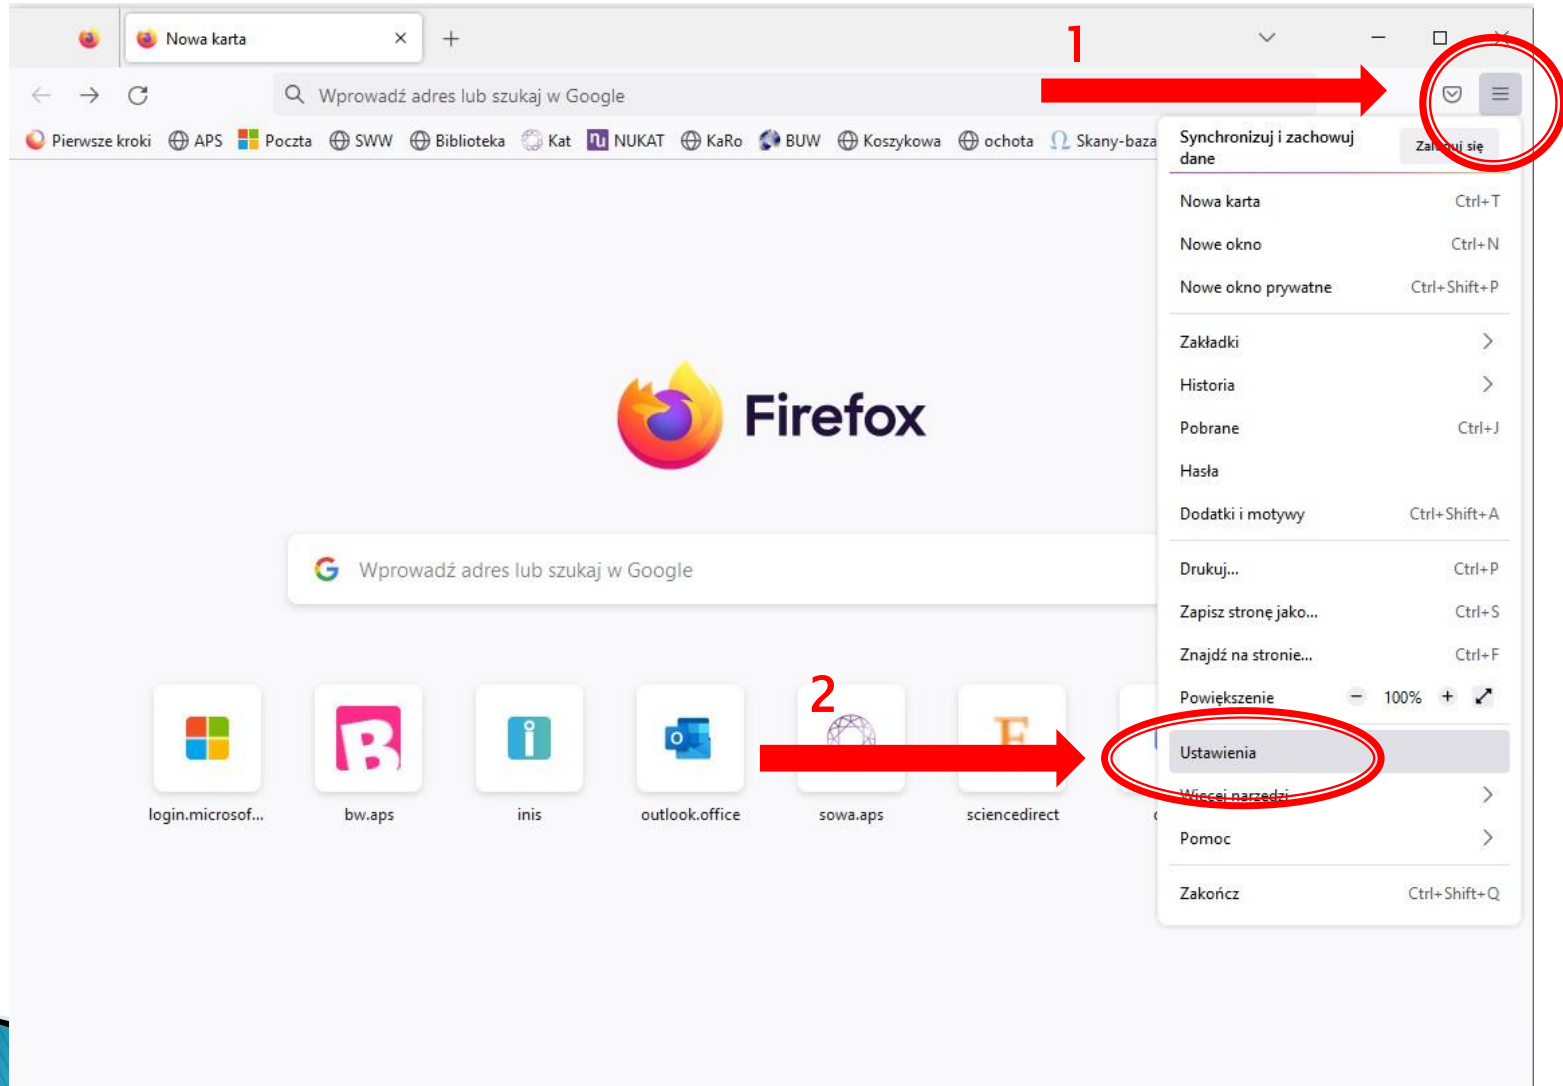 Nowa karta
1
Wprowadź adres lub szukaj w Google
Pierwsze kroki APS Poczta SWW Biblioteka Kat NUKAT KaRo BUW Koszykowa ochota Skany-baza
Synchronizuj i zachowuj dane
Zaloguj się
Nowa karta Ctrl+T
Nowe okno Ctrl+N
Nowe okno prywatne Ctrl+Shift+P
Zakładki
Historia
Pobrane Ctrl+J
Hasła
Dodatki i motywy Ctrl+Shift+A
Drukuj... Ctrl+P
Zapisz stronę jako... Ctrl+S
Znajdź na stronie... Ctrl+F
Powiększenie − 100% +
Ustawienia
Więcej narzędzi
Pomoc
Zakończ Ctrl+Shift+Q
Firefox
Wprowadź adres lub szukaj w Google
2
login.microsof... bw.aps inis outlook.office sowa.aps sciencedirect